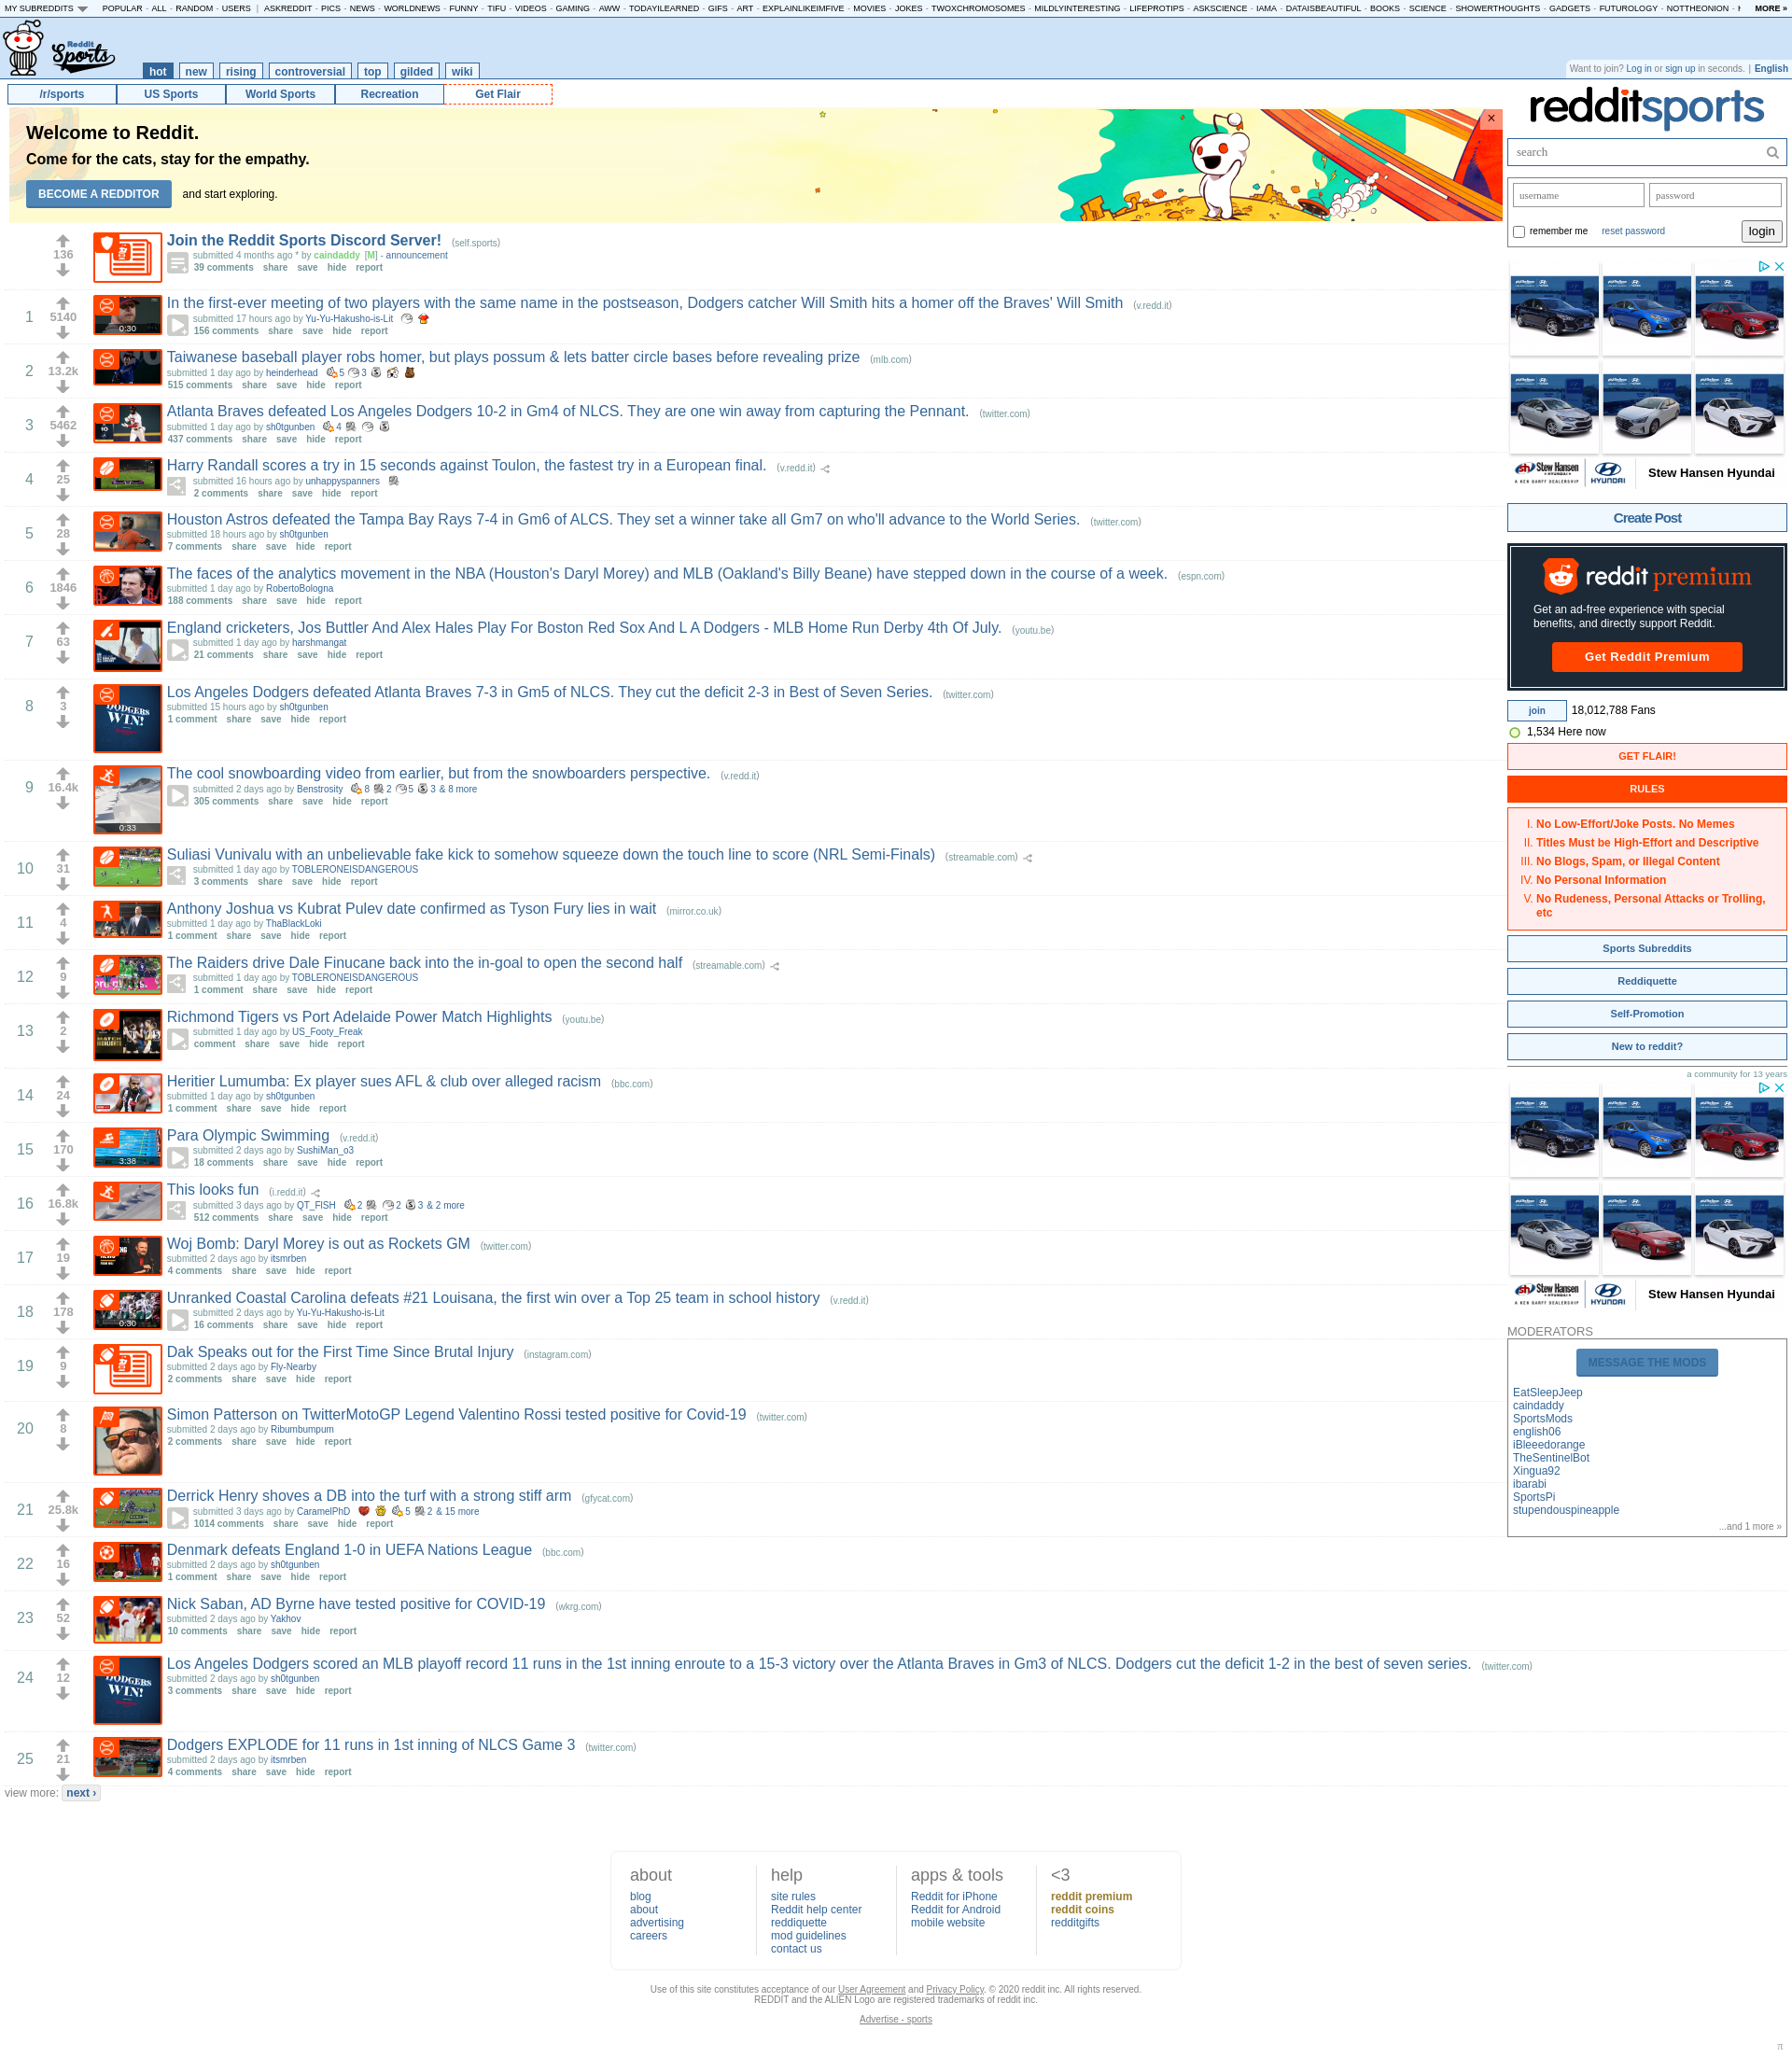 MY SUBREDDITS POPULAR - ALL - RANDOM - USERS | ASKREDDIT - PICS - NEWS - WORLDNEWS - FUNNY - TIFU - VIDEOS - GAMING - AWW - TODAYILEARNED - GIFS - ART - EXPLAINLIKEIMFIVE - MOVIES - JOKES - TWOXCHROMOSOMES - MILDLYINTERESTING - LIFEPROTIPS - ASKSCIENCE - IAMA - DATAISBEAUTIFUL - BOOKS - SCIENCE - SHOWERTHOUGHTS - GADGETS - FUTUROLOGY - NOTTHEONION - MORE »
Reddit Sports
hot new rising controversial top gilded wiki
Want to join? Log in or sign up in seconds. | English
/r/sports US Sports World Sports Recreation Get Flair
redditsports
Welcome to Reddit.
Come for the cats, stay for the empathy.
BECOME A REDDITOR and start exploring.
×
search
username password
remember me reset password login
136
Join the Reddit Sports Discord Server! (self.sports)
submitted 4 months ago * by caindaddy [M] - announcement
39 comments share save hide report
1 5140 0:30
In the first-ever meeting of two players with the same name in the postseason, Dodgers catcher Will Smith hits a homer off the Braves' Will Smith (v.redd.it)
submitted 17 hours ago by Yu-Yu-Hakusho-is-Lit
156 comments share save hide report
2 13.2k
Taiwanese baseball player robs homer, but plays possum & lets batter circle bases before revealing prize (mlb.com)
submitted 1 day ago by heinderhead 5 3
515 comments share save hide report
3 5462
Atlanta Braves defeated Los Angeles Dodgers 10-2 in Gm4 of NLCS. They are one win away from capturing the Pennant. (twitter.com)
submitted 1 day ago by sh0tgunben 4
437 comments share save hide report
4 25
Harry Randall scores a try in 15 seconds against Toulon, the fastest try in a European final. (v.redd.it)
submitted 16 hours ago by unhappyspanners
2 comments share save hide report
5 28
Houston Astros defeated the Tampa Bay Rays 7-4 in Gm6 of ALCS. They set a winner take all Gm7 on who'll advance to the World Series. (twitter.com)
submitted 18 hours ago by sh0tgunben
7 comments share save hide report
6 1846
The faces of the analytics movement in the NBA (Houston's Daryl Morey) and MLB (Oakland's Billy Beane) have stepped down in the course of a week. (espn.com)
submitted 1 day ago by RobertoBologna
188 comments share save hide report
7 63
England cricketers, Jos Buttler And Alex Hales Play For Boston Red Sox And L A Dodgers - MLB Home Run Derby 4th Of July. (youtu.be)
submitted 1 day ago by harshmangat
21 comments share save hide report
8 3 DODGERS WIN!
Los Angeles Dodgers defeated Atlanta Braves 7-3 in Gm5 of NLCS. They cut the deficit 2-3 in Best of Seven Series. (twitter.com)
submitted 15 hours ago by sh0tgunben
1 comment share save hide report
9 16.4k 0:33
The cool snowboarding video from earlier, but from the snowboarders perspective. (v.redd.it)
submitted 2 days ago by Benstrosity 8 2 5 3 & 8 more
305 comments share save hide report
10 31
Suliasi Vunivalu with an unbelievable fake kick to somehow squeeze down the touch line to score (NRL Semi-Finals) (streamable.com)
submitted 1 day ago by TOBLERONEISDANGEROUS
3 comments share save hide report
11 4
Anthony Joshua vs Kubrat Pulev date confirmed as Tyson Fury lies in wait (mirror.co.uk)
submitted 1 day ago by ThaBlackLoki
1 comment share save hide report
12 9
The Raiders drive Dale Finucane back into the in-goal to open the second half (streamable.com)
submitted 1 day ago by TOBLERONEISDANGEROUS
1 comment share save hide report
13 2
Richmond Tigers vs Port Adelaide Power Match Highlights (youtu.be)
submitted 1 day ago by US_Footy_Freak
comment share save hide report
14 24
Heritier Lumumba: Ex player sues AFL & club over alleged racism (bbc.com)
submitted 1 day ago by sh0tgunben
1 comment share save hide report
15 170 3:38
Para Olympic Swimming (v.redd.it)
submitted 2 days ago by SushiMan_o3
18 comments share save hide report
16 16.8k
This looks fun (i.redd.it)
submitted 3 days ago by QT_FISH 2 2 3 & 2 more
512 comments share save hide report
17 19
Woj Bomb: Daryl Morey is out as Rockets GM (twitter.com)
submitted 2 days ago by itsmrben
4 comments share save hide report
18 178 0:30
Unranked Coastal Carolina defeats #21 Louisana, the first win over a Top 25 team in school history (v.redd.it)
submitted 2 days ago by Yu-Yu-Hakusho-is-Lit
16 comments share save hide report
19 9
Dak Speaks out for the First Time Since Brutal Injury (instagram.com)
submitted 2 days ago by Fly-Nearby
2 comments share save hide report
20 8
Simon Patterson on TwitterMotoGP Legend Valentino Rossi tested positive for Covid-19 (twitter.com)
submitted 2 days ago by Riburnbumpum
2 comments share save hide report
21 25.8k
Derrick Henry shoves a DB into the turf with a strong stiff arm (gfycat.com)
submitted 3 days ago by CaramelPhD 5 2 & 15 more
1014 comments share save hide report
22 16
Denmark defeats England 1-0 in UEFA Nations League (bbc.com)
submitted 2 days ago by sh0tgunben
1 comment share save hide report
23 52
Nick Saban, AD Byrne have tested positive for COVID-19 (wkrg.com)
submitted 2 days ago by Yakhov
10 comments share save hide report
24 12 DODGERS WIN!
Los Angeles Dodgers scored an MLB playoff record 11 runs in the 1st inning enroute to a 15-3 victory over the Atlanta Braves in Gm3 of NLCS. Dodgers cut the deficit 1-2 in the best of seven series. (twitter.com)
submitted 2 days ago by sh0tgunben
3 comments share save hide report
25 21
Dodgers EXPLODE for 11 runs in 1st inning of NLCS Game 3 (twitter.com)
submitted 2 days ago by itsmrben
4 comments share save hide report
view more: next ›
Stew Hansen HYUNDAI Stew Hansen Hyundai
Create Post
reddit premium
Get an ad-free experience with special
benefits, and directly support Reddit.
Get Reddit Premium
join 18,012,788 Fans
1,534 Here now
GET FLAIR!
RULES
I. No Low-Effort/Joke Posts. No Memes
II. Titles Must be High-Effort and Descriptive
III. No Blogs, Spam, or Illegal Content
IV. No Personal Information
V. No Rudeness, Personal Attacks or Trolling,
etc
Sports Subreddits
Reddiquette
Self-Promotion
New to reddit?
a community for 13 years
Stew Hansen HYUNDAI Stew Hansen Hyundai
MODERATORS
MESSAGE THE MODS
EatSleepJeep
caindaddy
SportsMods
english06
iBleeedorange
TheSentinelBot
Xingua92
ibarabi
SportsPi
stupendouspineapple
...and 1 more »
about
blog
about
advertising
careers
help
site rules
Reddit help center
reddiquette
mod guidelines
contact us
apps & tools
Reddit for iPhone
Reddit for Android
mobile website
<3
reddit premium
reddit coins
redditgifts
Use of this site constitutes acceptance of our User Agreement and Privacy Policy. © 2020 reddit inc. All rights reserved.
REDDIT and the ALIEN Logo are registered trademarks of reddit inc.
Advertise - sports
π